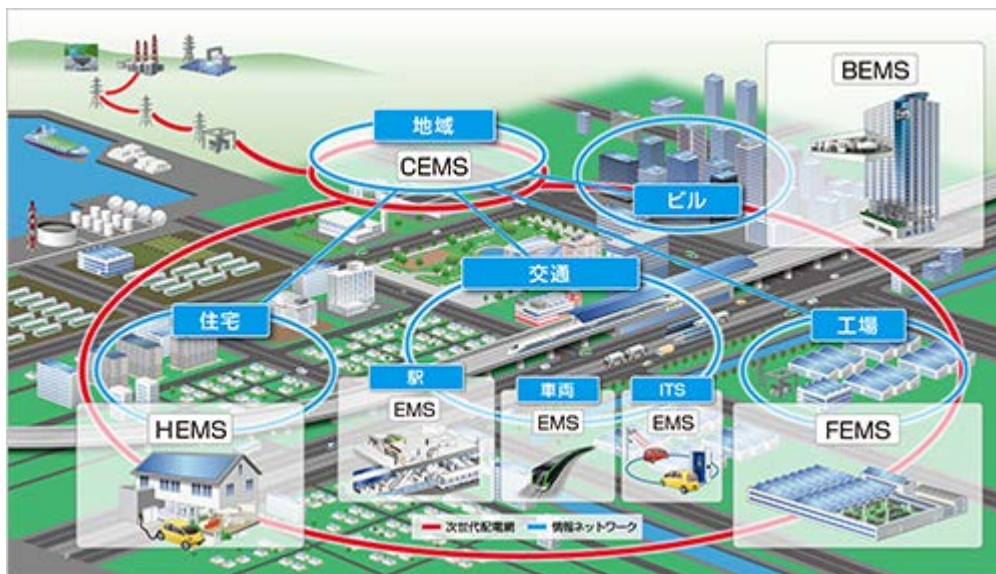 BEMS
地域
CEMS
ビル
交通
住宅
工場
駅
車両
ITS
EMS
EMS
EMS
HEMS
FEMS
次世代配電網
情報ネットワーク